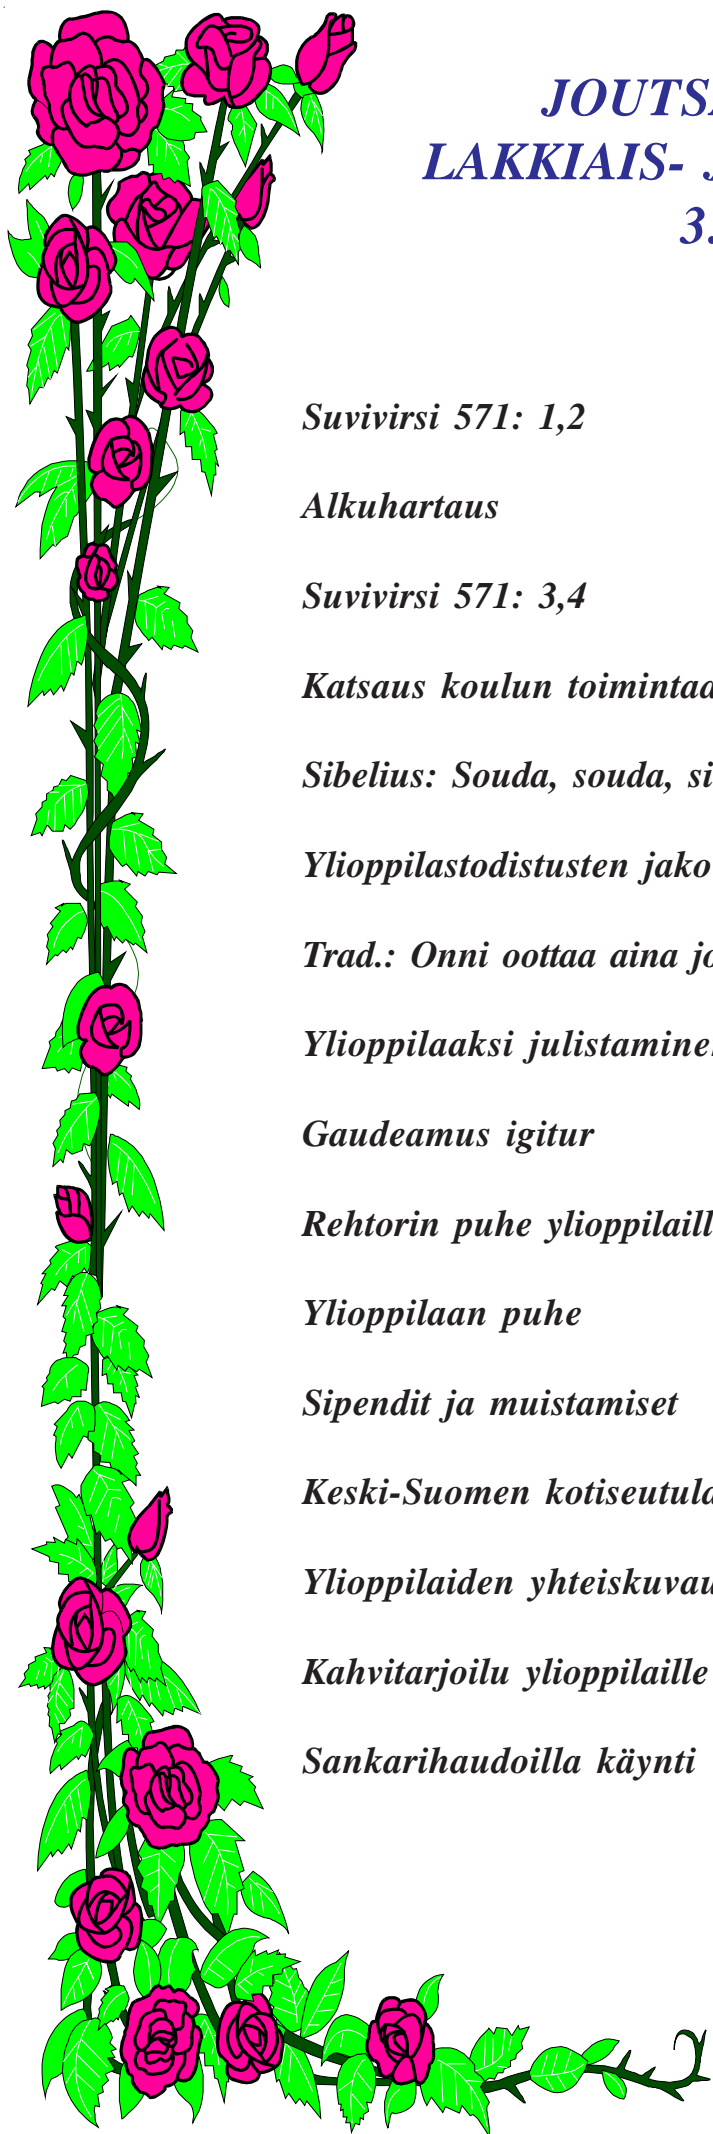 LAKKIAIS-
3.
Suvivirsi 571: 1,2
Alkuhartaus
Suvivirsi 571: 3,4
Katsaus koulun
Sibelius: Souda, souda,
Ylioppilastodistusten jako
Trad.: Onni oottaa aina
Ylioppilaaksi
Gaudeamus igitur
Rehtorin puhe
Ylioppilaan puhe
Sipendit ja muistamiset
Keski-Suomen
Ylioppilaiden
Kahvitarjoilu ylioppilaille
Sankarihaudoilla käynti